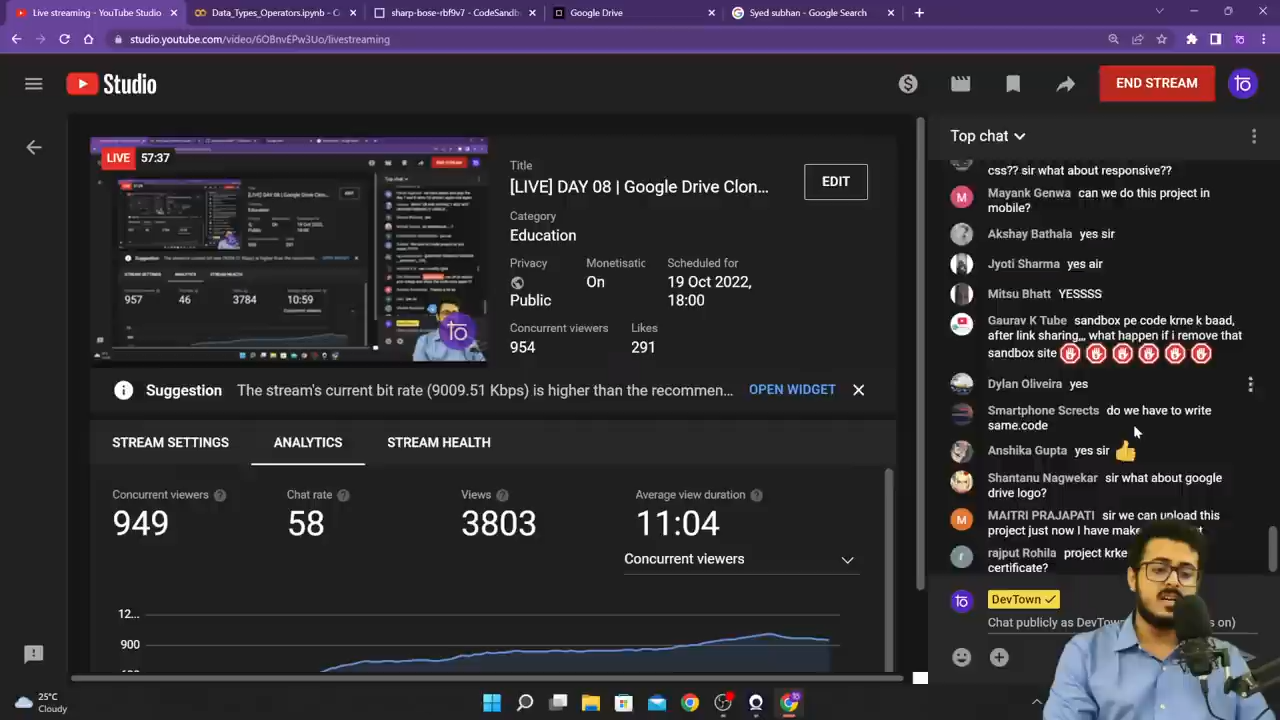 Live streaming - YouTube Studio
Data_Types_Operators.ipynb - C
sharp-bose-rbf9v7 - CodeSandb
Google Drive
Syed subhan - Google Search
studio.youtube.com/video/6OBnvEPw3Uo/livestreaming
Studio
END STREAM
LIVE 57:37
Title
[LIVE] DAY 08 | Google Drive Clon...
EDIT
Category
Education
Privacy
Public
Monetisatic
On
Scheduled for
19 Oct 2022,
18:00
Concurrent viewers
954
Likes
291
Suggestion The stream's current bit rate (9009.51 Kbps) is higher than the recommen... OPEN WIDGET
STREAM SETTINGS
ANALYTICS
STREAM HEALTH
Concurrent viewers
949
Chat rate
58
Views
3803
Average view duration
11:04
Concurrent viewers
12...
900
Top chat
css?? sir what about responsive??
Mayank Genwa can we do this project in
mobile?
Akshay Bathala yes sir
Jyoti Sharma yes air
Mitsu Bhatt YESSSS
Gaurav K Tube sandbox pe code krne k baad,
after link sharing,,, what happen if i remove that
sandbox site
Dylan Oliveira yes
Smartphone Scrects do we have to write
same.code
Anshika Gupta yes sir
Shantanu Nagwekar sir what about google
drive logo?
MAITRI PRAJAPATI sir we can upload this
project just now I have make
rajput Rohila project krke
certificate?
DevTown
Chat publicly as DevTow s on)
25°C
Cloudy